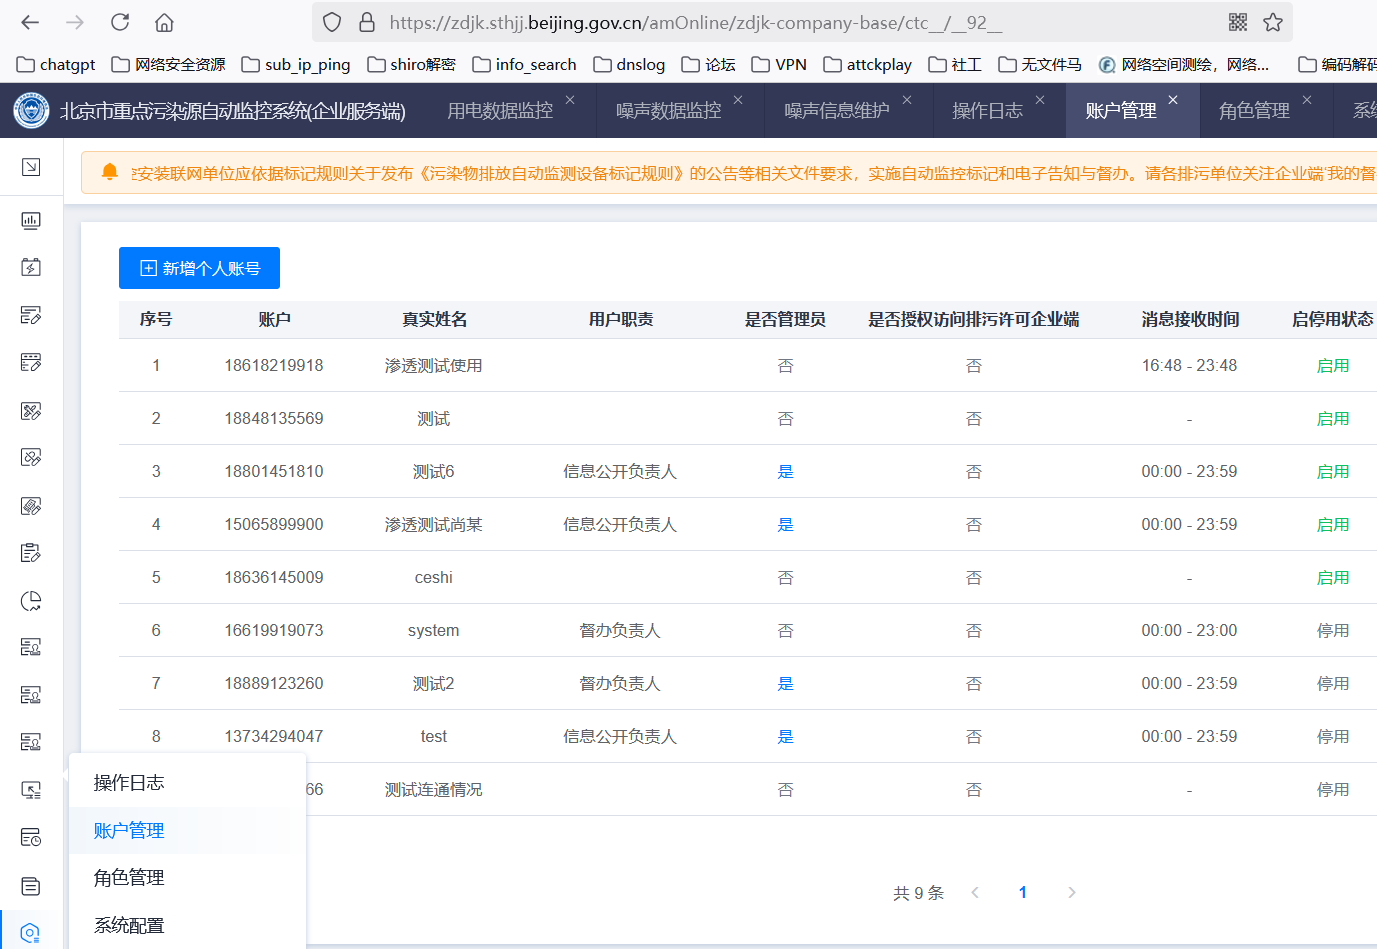 https://zdjk.sthjj.beijing.gov.cn/amOnline/zdjk-company-base/ctc__/__92__
chatgpt 网络安全资源 sub_ip_ping shiro解密 info_search dnslog 论坛 VPN attckplay 社工 无文件马 网络空间测绘，网络... 编码解码
北京市重点污染源自动监控系统(企业服务端) 用电数据监控 噪声数据监控 噪声信息维护 操作日志 账户管理 角色管理 系统
安装联网单位应依据标记规则关于发布《污染物排放自动监测设备标记规则》的公告等相关文件要求，实施自动监控标记和电子告知与督办。请各排污单位关注企业端'我的督
新增个人账号
序号 账户 真实姓名 用户职责 是否管理员 是否授权访问排污许可企业端 消息接收时间 启停用状态
1 18618219918 渗透测试使用 否 否 16:48 - 23:48 启用
2 18848135569 测试 否 否 - 启用
3 18801451810 测试6 信息公开负责人 是 否 00:00 - 23:59 启用
4 15065899900 渗透测试尚某 信息公开负责人 是 否 00:00 - 23:59 启用
5 18636145009 ceshi 否 否 - 启用
6 16619919073 system 督办负责人 否 否 00:00 - 23:00 停用
7 18889123260 测试2 督办负责人 是 否 00:00 - 23:59 停用
8 13734294047 test 信息公开负责人 是 否 00:00 - 23:59 停用
66 测试连通情况 否 否 - 停用
操作日志
账户管理
角色管理
系统配置
共 9 条 1